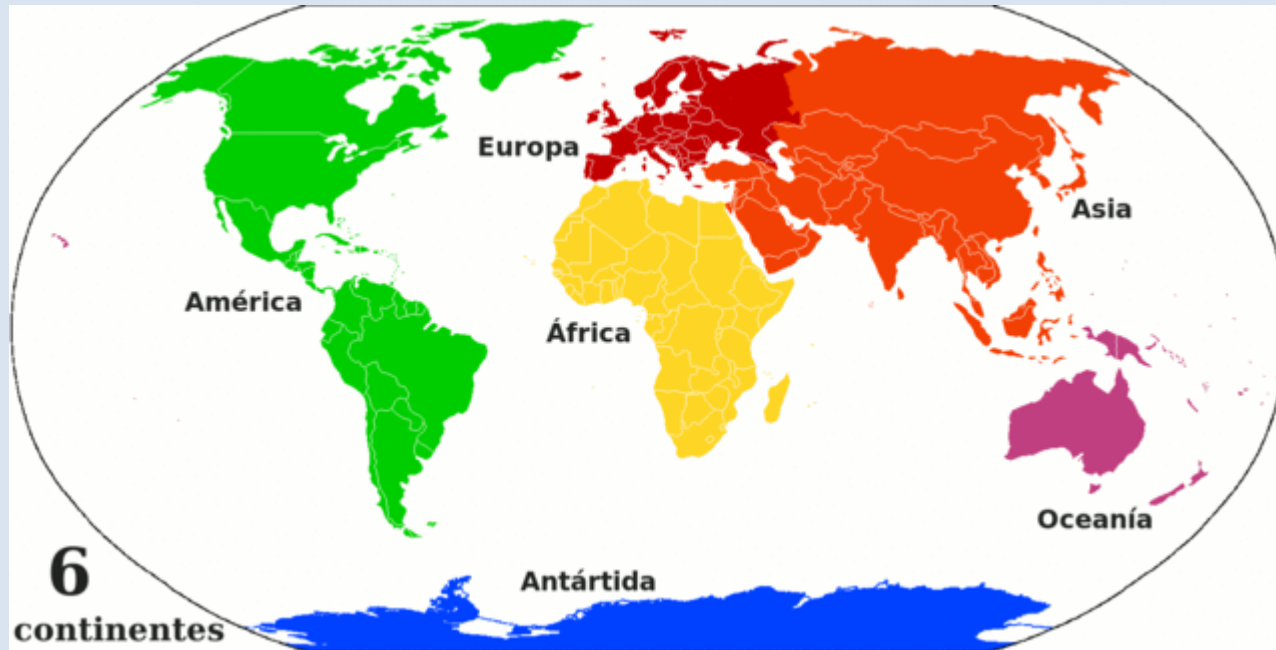 Europa
Asia
América
África
Oceanía
Antártida
6
continentes